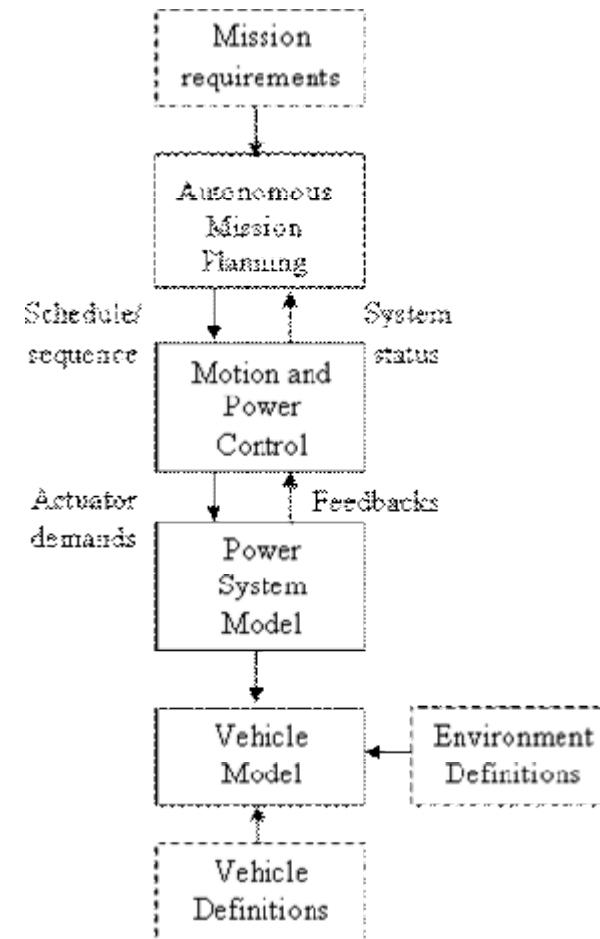 Mission
requirements
Autonomous
Mission
Planning
Schedule/
sequence
System
status
Motion and
Power
Control
Actuator
demands
Feedbacks
Power
System
Model
Vehicle
Model
Environment
Definitions
Vehicle
Definitions